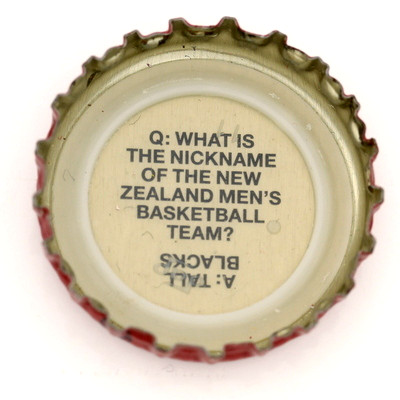 Q: WHAT IS
THE NICKNAME
OF THE NEW
ZEALAND MEN'S
BASKETBALL
TEAM?
A: TALL
BLACKS